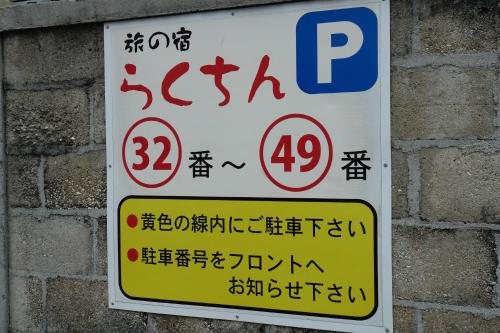 旅の宿
P
らくちん
32番～49番
●黄色の線内にご駐車下さい
●駐車番号をフロントへ
お知らせ下さい